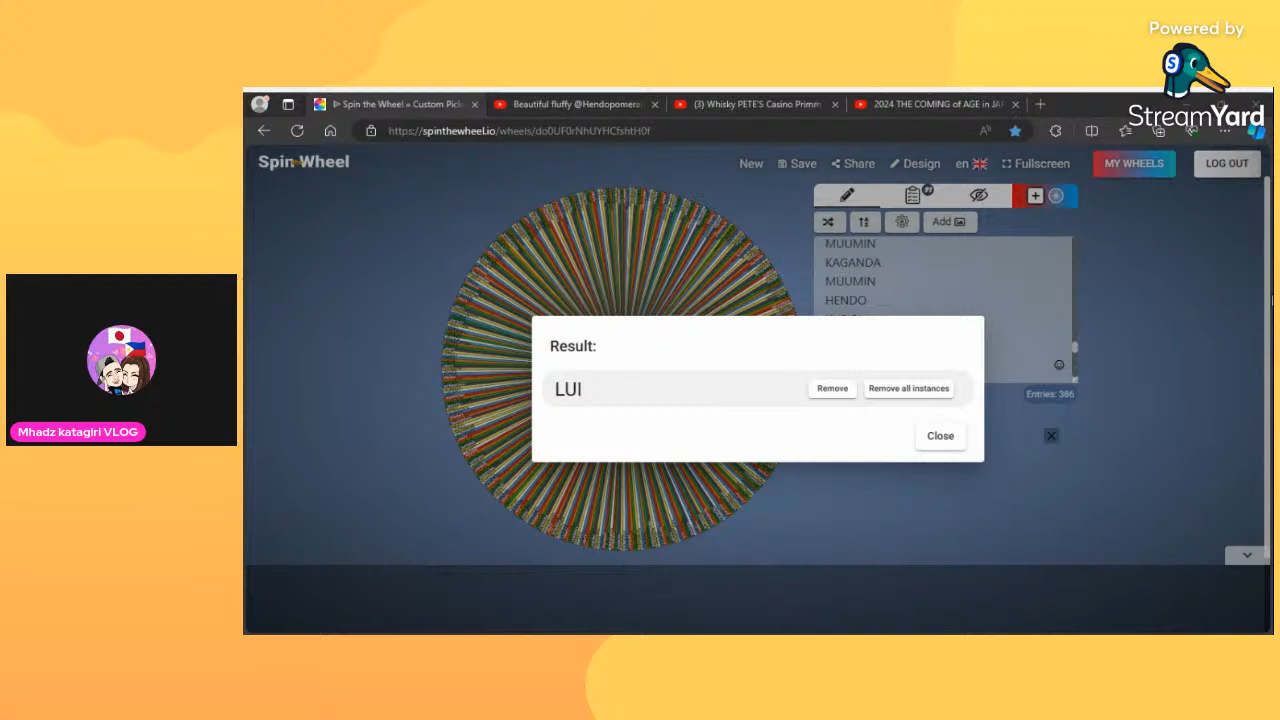 Powered by
StreamYard
Spin the Wheel » Custom Pick
Beautiful fluffy @Hendopomera
(3) Whisky PETE'S Casino Primm
2024 THE COMING of AGE in JAP
https://spinthewheel.io/wheels/do0UF0rNhUYHCfshtH0f
Spin Wheel
New
Save
Share
Design
en
Fullscreen
MY WHEELS
LOG OUT
Add
MUUMIN
KAGANDA
MUUMIN
HENDO
Result:
LUI
Remove
Remove all instances
Entries: 386
Close
Mhadz katagiri VLOG